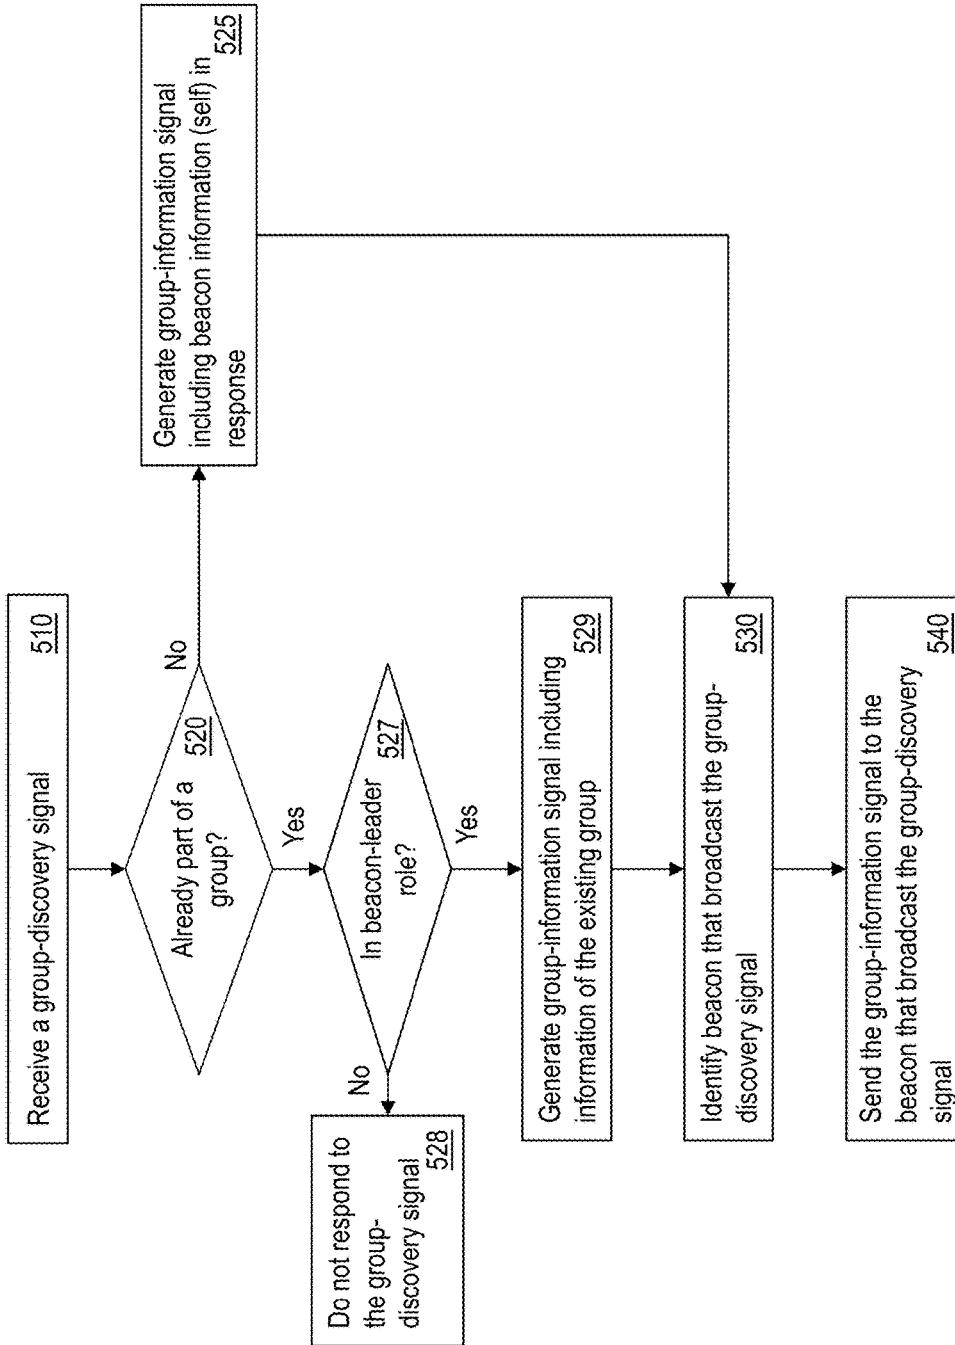 Receive a group-discovery signal
510
Already part of a
group?
520
No
Yes
Generate group-information signal
including beacon information (self) in
response
525
In beacon-leader
role?
527
No
Yes
Do not respond to
the group-
discovery signal
528
Generate group-information signal including
information of the existing group
529
Identify beacon that broadcast the group-
discovery signal
530
Send the group-information signal to the
beacon that broadcast the group-discovery
signal
540